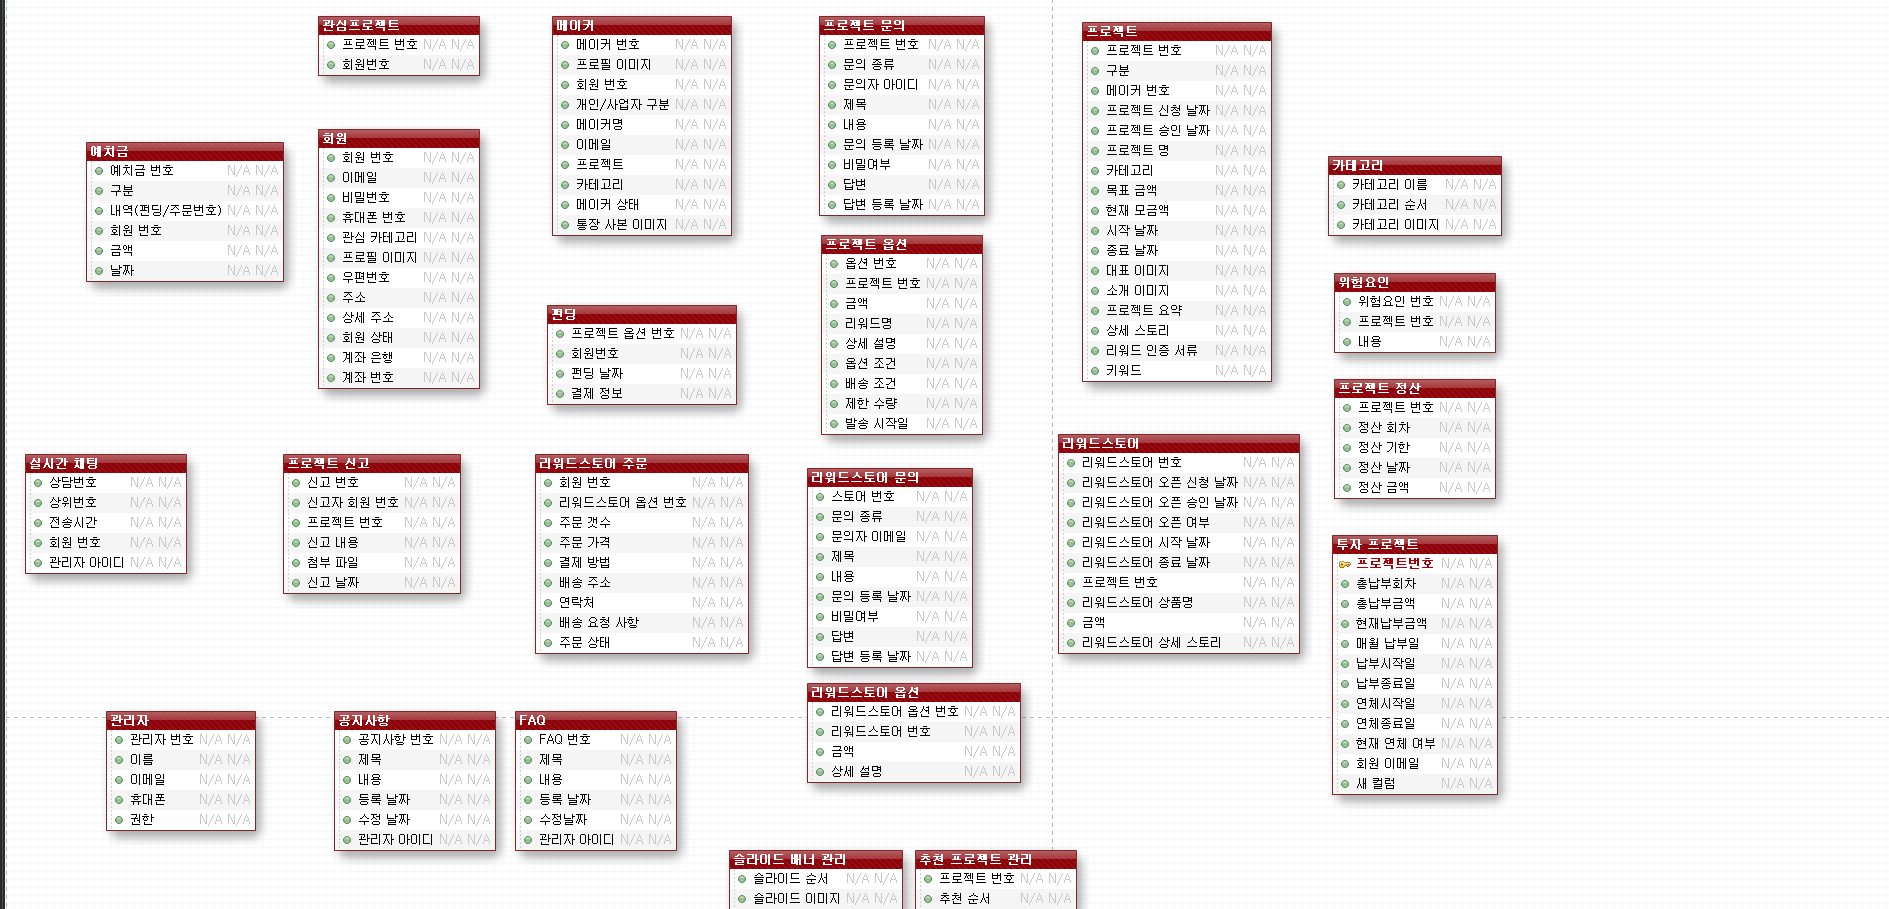 관심프로젝트
프로젝트 번호 N/A N/A
회원번호 N/A N/A
메이커
메이커 번호 N/A N/A
프로필 이미지 N/A N/A
회원 번호 N/A N/A
개인/사업자 구분 N/A N/A
메이커명 N/A N/A
이메일 N/A N/A
프로젝트 N/A N/A
카테고리 N/A N/A
메이커 상태 N/A N/A
통장 사본 이미지 N/A N/A
프로젝트 문의
프로젝트 번호 N/A N/A
문의 종류 N/A N/A
문의자 아이디 N/A N/A
제목 N/A N/A
내용 N/A N/A
문의 등록 날짜 N/A N/A
비밀여부 N/A N/A
답변 N/A N/A
답변 등록 날짜 N/A N/A
프로젝트
프로젝트 번호 N/A N/A
구분 N/A N/A
메이커 번호 N/A N/A
프로젝트 신청 날짜 N/A N/A
프로젝트 승인 날짜 N/A N/A
프로젝트 명 N/A N/A
카테고리 N/A N/A
목표 금액 N/A N/A
현재 모금액 N/A N/A
시작 날짜 N/A N/A
종료 날짜 N/A N/A
대표 이미지 N/A N/A
소개 이미지 N/A N/A
프로젝트 요약 N/A N/A
상세 스토리 N/A N/A
리워드 인증 서류 N/A N/A
키워드 N/A N/A
예치금
예치금 번호 N/A N/A
구분 N/A N/A
내역(펀딩/주문번호) N/A N/A
회원 번호 N/A N/A
금액 N/A N/A
날짜 N/A N/A
회원
회원 번호 N/A N/A
이메일 N/A N/A
비밀번호 N/A N/A
휴대폰 번호 N/A N/A
관심 카테고리 N/A N/A
프로필 이미지 N/A N/A
우편번호 N/A N/A
주소 N/A N/A
상세 주소 N/A N/A
회원 상태 N/A N/A
계좌 은행 N/A N/A
계좌 번호 N/A N/A
카테고리
카테고리 이름 N/A N/A
카테고리 순서 N/A N/A
카테고리 이미지 N/A N/A
프로젝트 옵션
옵션 번호 N/A N/A
프로젝트 번호 N/A N/A
금액 N/A N/A
리워드명 N/A N/A
상세 설명 N/A N/A
옵션 조건 N/A N/A
배송 조건 N/A N/A
제한 수량 N/A N/A
발송 시작일 N/A N/A
위험요인
위험요인 번호 N/A N/A
프로젝트 번호 N/A N/A
내용 N/A N/A
펀딩
프로젝트 옵션 번호 N/A N/A
회원번호 N/A N/A
펀딩 날짜 N/A N/A
결제 정보 N/A N/A
프로젝트 정산
프로젝트 번호 N/A N/A
정산 회차 N/A N/A
정산 기한 N/A N/A
정산 날짜 N/A N/A
정산 금액 N/A N/A
실시간 채팅
상담번호 N/A N/A
상위번호 N/A N/A
전송시간 N/A N/A
회원 번호 N/A N/A
관리자 아이디 N/A N/A
프로젝트 신고
신고 번호 N/A N/A
신고자 회원 번호 N/A N/A
프로젝트 번호 N/A N/A
신고 내용 N/A N/A
첨부 파일 N/A N/A
신고 날짜 N/A N/A
리워드스토어 주문
회원 번호 N/A N/A
리워드스토어 옵션 번호 N/A N/A
주문 갯수 N/A N/A
주문 가격 N/A N/A
결제 방법 N/A N/A
배송 주소 N/A N/A
연락처 N/A N/A
배송 요청 사항 N/A N/A
주문 상태 N/A N/A
리워드스토어 문의
스토어 번호 N/A N/A
문의 종류 N/A N/A
문의자 이메일 N/A N/A
제목 N/A N/A
내용 N/A N/A
문의 등록 날짜 N/A N/A
비밀여부 N/A N/A
답변 N/A N/A
답변 등록 날짜 N/A N/A
리워드스토어
리워드스토어 번호 N/A N/A
리워드스토어 오픈 신청 날짜 N/A N/A
리워드스토어 오픈 승인 날짜 N/A N/A
리워드스토어 오픈 여부 N/A N/A
리워드스토어 시작 날짜 N/A N/A
리워드스토어 종료 날짜 N/A N/A
프로젝트 번호 N/A N/A
리워드스토어 상품명 N/A N/A
금액 N/A N/A
리워드스토어 상세 스토리 N/A N/A
투자 프로젝트
프로젝트번호 N/A N/A
총납부회차 N/A N/A
총납부금액 N/A N/A
현재납부금액 N/A N/A
매월 납부일 N/A N/A
납부시작일 N/A N/A
납부종료일 N/A N/A
연체시작일 N/A N/A
연체종료일 N/A N/A
현재 연체 여부 N/A N/A
회원 이메일 N/A N/A
새 컬럼 N/A N/A
리워드스토어 옵션
리워드스토어 옵션 번호 N/A N/A
리워드스토어 번호 N/A N/A
금액 N/A N/A
상세 설명 N/A N/A
관리자
관리자 번호 N/A N/A
이름 N/A N/A
이메일 N/A N/A
휴대폰 N/A N/A
권한 N/A N/A
공지사항
공지사항 번호 N/A N/A
제목 N/A N/A
내용 N/A N/A
등록 날짜 N/A N/A
수정 날짜 N/A N/A
관리자 아이디 N/A N/A
FAQ
FAQ 번호 N/A N/A
제목 N/A N/A
내용 N/A N/A
등록 날짜 N/A N/A
수정날짜 N/A N/A
관리자 아이디 N/A N/A
슬라이드 배너 관리
슬라이드 순서 N/A N/A
슬라이드 이미지 N/A N/A
추천 프로젝트 관리
프로젝트 번호 N/A N/A
추천 순서 N/A N/A